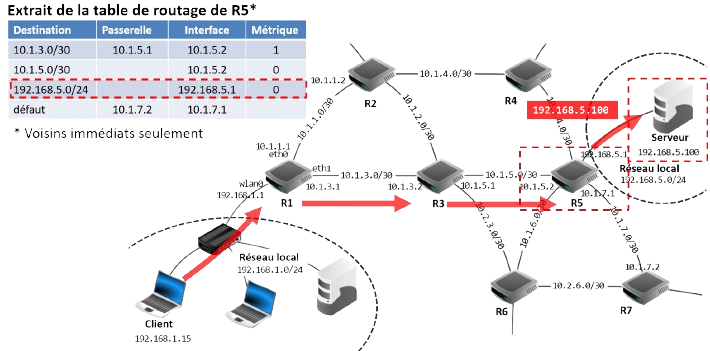 Extrait de la table de routage de R5*
Destination Passerelle Interface Métrique
10.1.3.0/30 10.1.5.1 10.1.5.2 1
10.1.5.0/30 10.1.5.2 0
192.168.5.0/24 192.168.5.1 0
défaut 10.1.7.2 10.1.7.1
* Voisins immédiats seulement
R2
10.1.1.2
10.1.4.0/30
R4
192.168.5.100
4.0/30
Serveur
192.168.5.100
192.168.5.1
Réseau local
192.168.5.0/24
10.1.1.0/30
10.1.2.0/30
10.1.1.1
eth0
eth1
10.1.3.0/30
10.1.3.1
10.1.3.2
wlan0
192.168.1.1
R1
R3
10.1.5.0/30
10.1.5.1
10.1.5.2
R5
10.1.7.1
10.2.3.0/30
10.1.6.0/30
10.1.7.0/30
10.1.7.2
R6
10.2.6.0/30
R7
Réseau local
192.168.1.0/24
Client
192.168.1.15